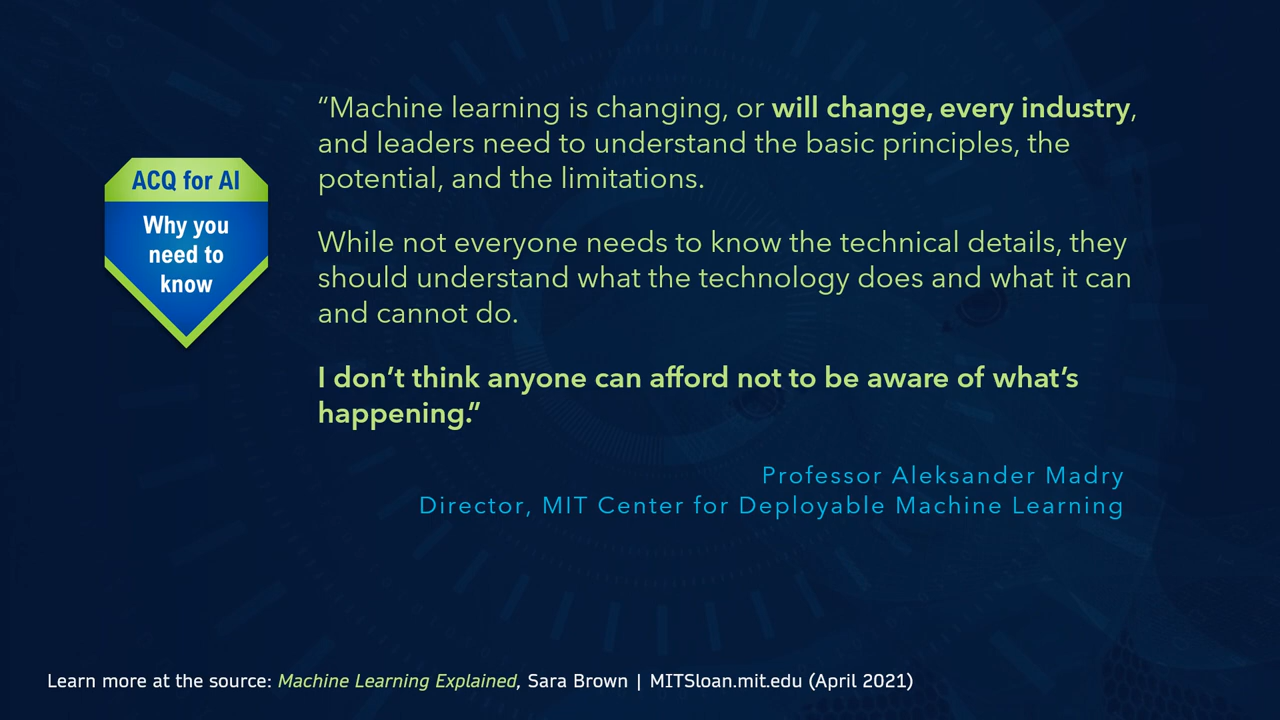 ACQ for AI
Why you
need to
know
“Machine learning is changing, or will change, every industry,
and leaders need to understand the basic principles, the
potential, and the limitations.
While not everyone needs to know the technical details, they
should understand what the technology does and what it can
and cannot do.
I don’t think anyone can afford not to be aware of what’s
happening.”
Professor Aleksander Madry
Director, MIT Center for Deployable Machine Learning
Learn more at the source: Machine Learning Explained, Sara Brown | MITSloan.mit.edu (April 2021)